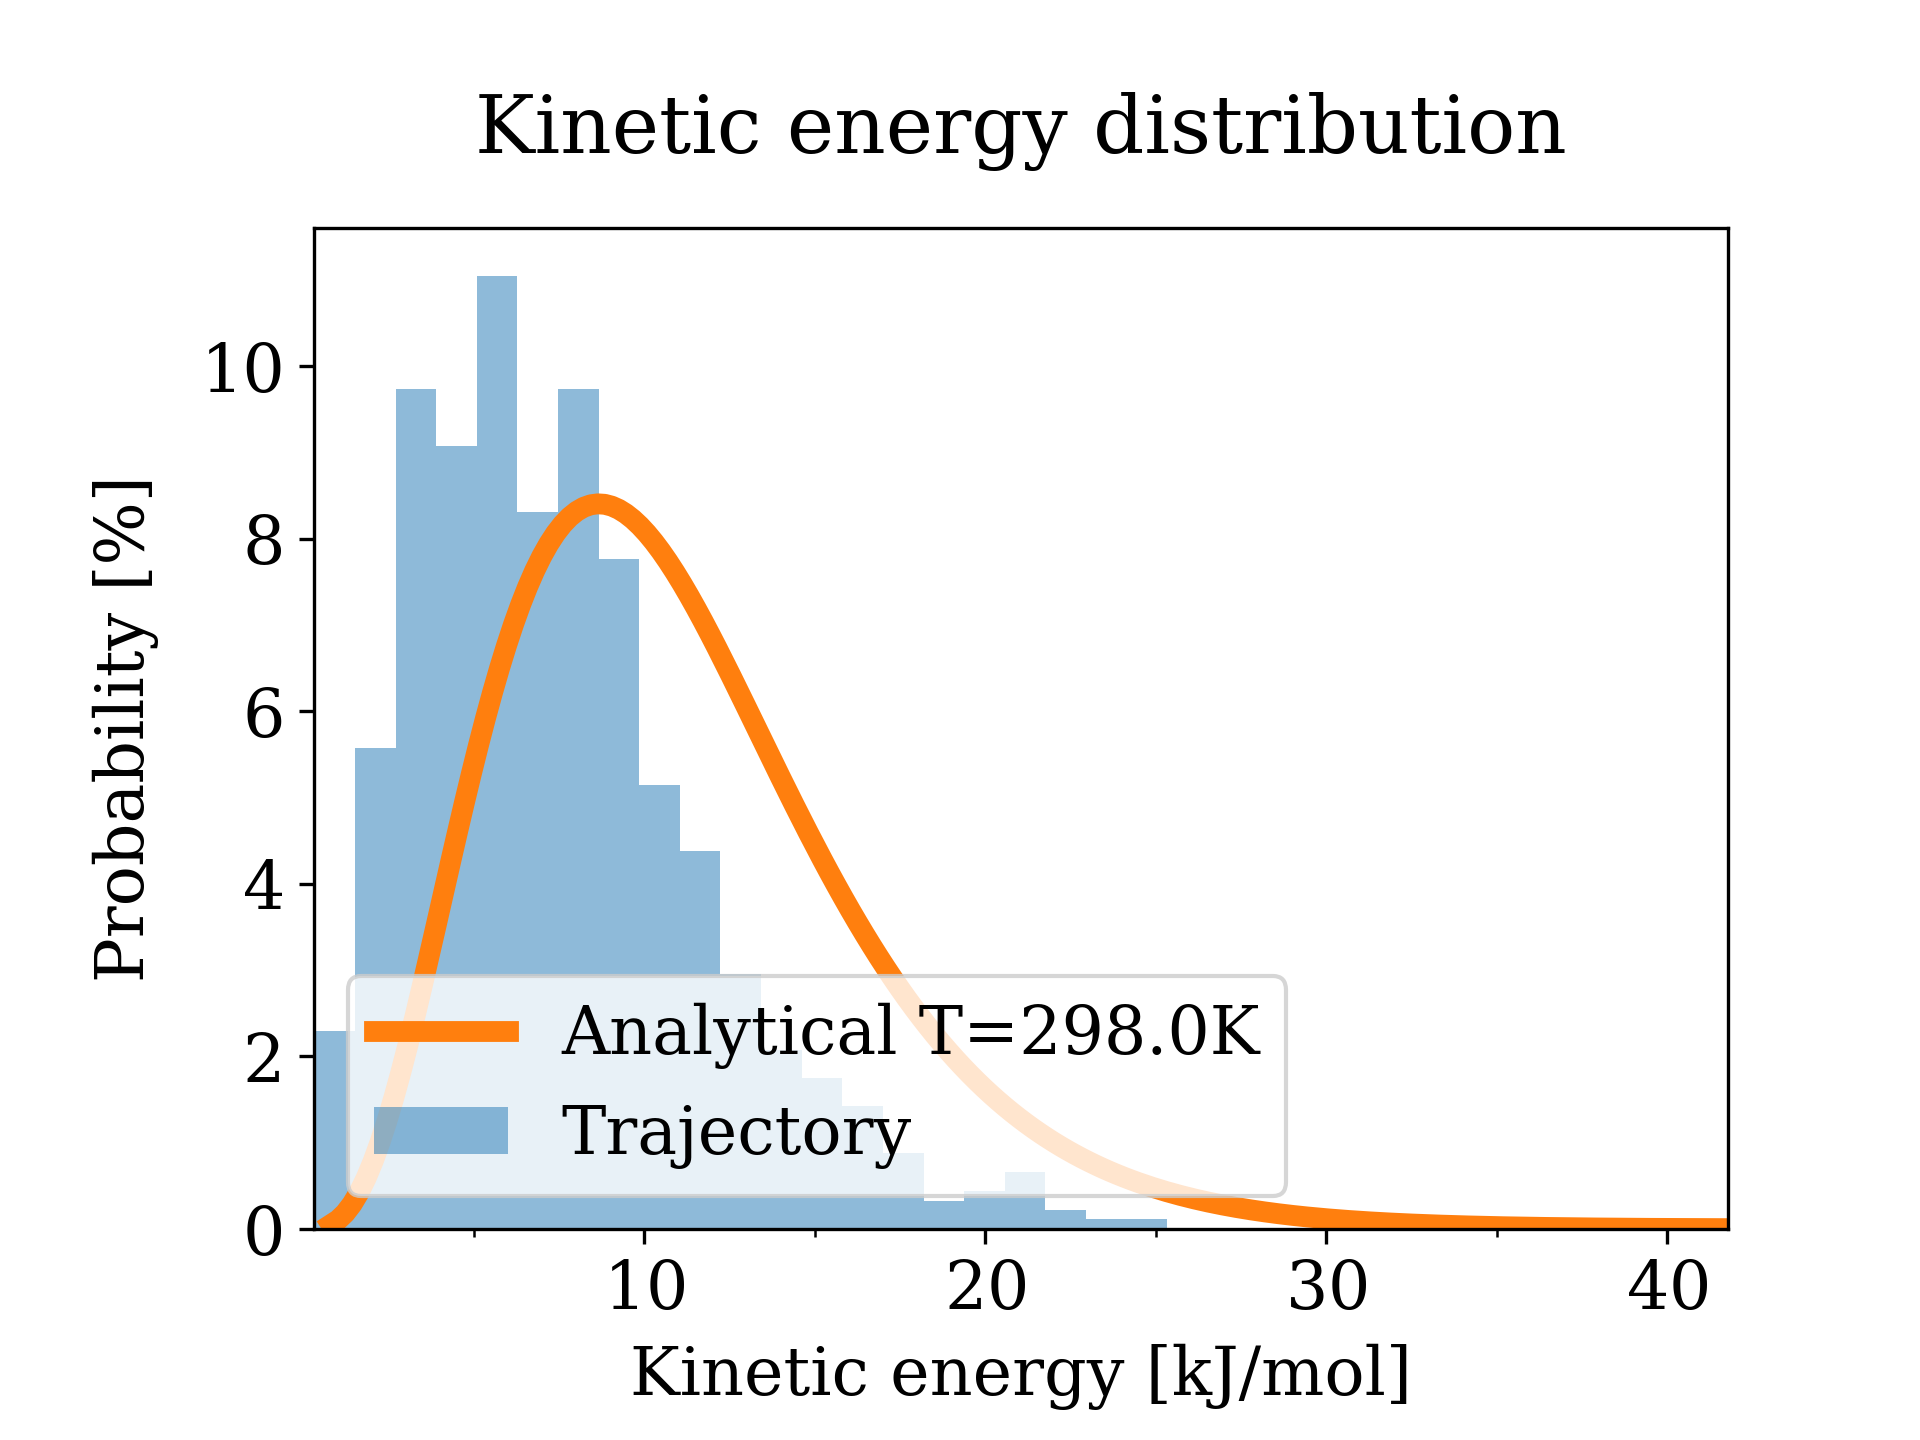 Kinetic energy distribution
10
8
6
4
2
0
Probability [%]
Analytical T=298.0K
Trajectory
10 20 30 40
Kinetic energy [kJ/mol]